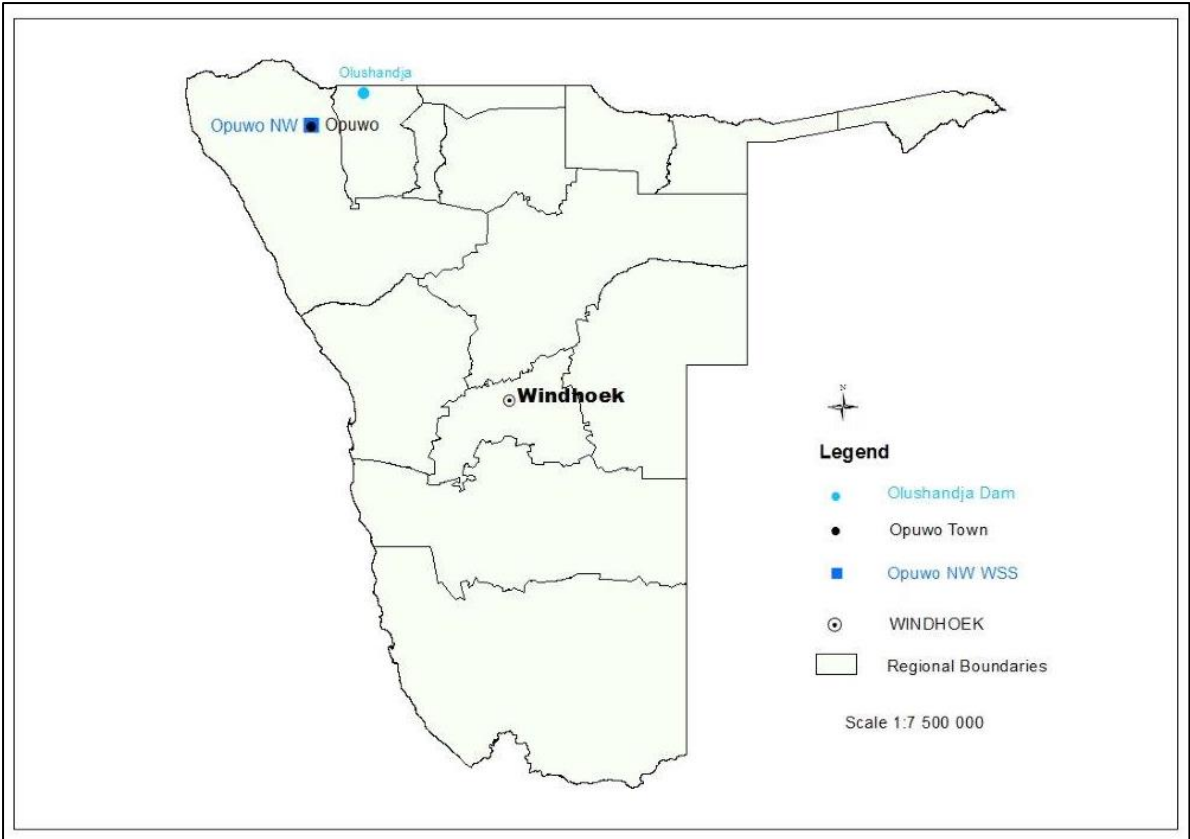 Olushandja
Opuwo NW
Opuwo
Windhoek
N
Legend
Olushandja Dam
Opuwo Town
Opuwo NW WSS
WINDHOEK
Regional Boundaries
Scale 1:7 500 000